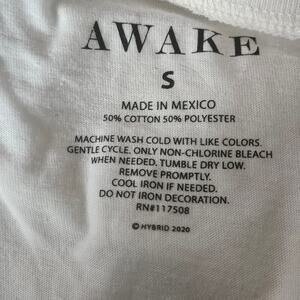 AWAKE
S
MADE IN MEXICO
50% COTTON 50% POLYESTER
MACHINE WASH COLD WITH LIKE COLORS.
GENTLE CYCLE. ONLY NON-CHLORINE BLEACH
WHEN NEEDED. TUMBLE DRY LOW.
REMOVE PROMPTLY.
COOL IRON IF NEEDED.
DO NOT IRON DECORATION.
RN#117508
© HYBRID 2020